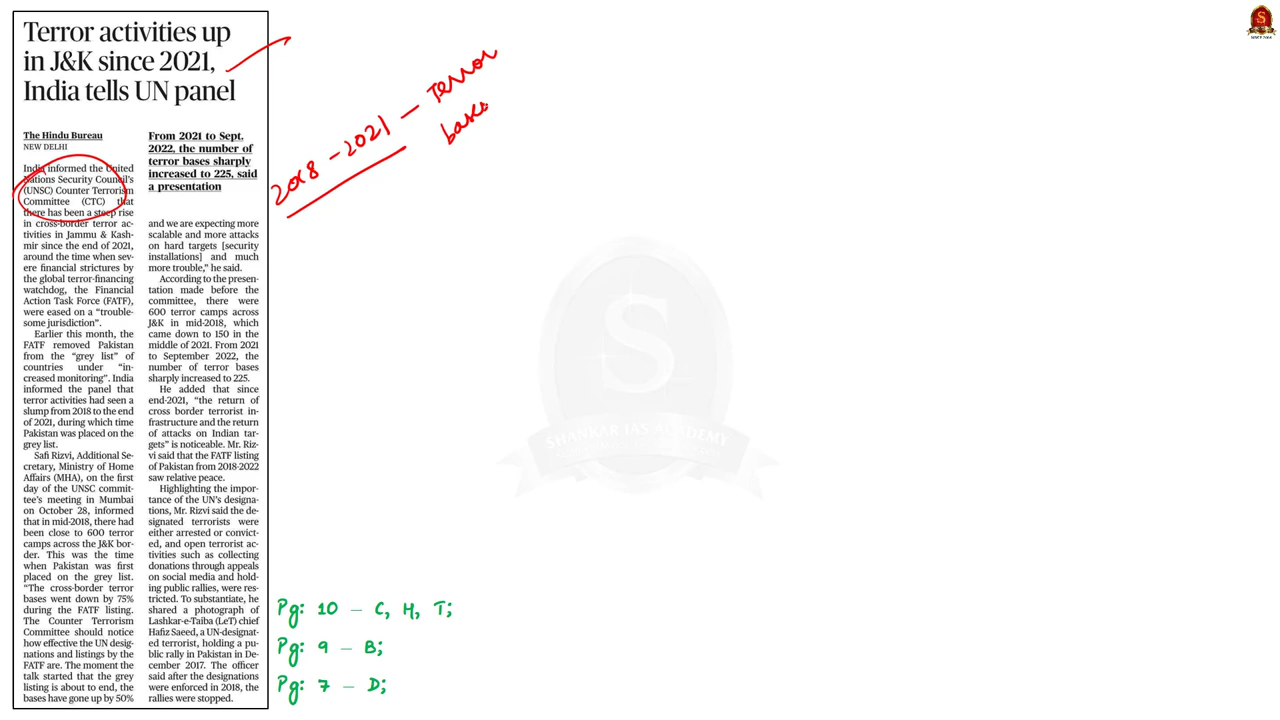 Terror activities up
in J&K since 2021,
India tells UN panel
The Hindu Bureau
NEW DELHI
India informed the United
Nations Security Council's
(UNSC) Counter Terrorism
Committee (CTC) that
there has been a steep rise
in cross-border terror ac-
tivities in Jammu & Kash-
mir since the end of 2021,
around the time when sev-
ere financial strictures by
the global terror-financing
watchdog, the Financial
Action Task Force (FATF),
were eased on a "trouble-
some jurisdiction".
Earlier this month, the
FATF removed Pakistan
from the "grey list" of
countries under "in-
creased monitoring". India
informed the panel that
terror activities had seen a
slump from 2018 to the end
of 2021, during which time
Pakistan was placed on the
grey list.
Safi Rizvi, Additional Se-
cretary, Ministry of Home
Affairs (MHA), on the first
day of the UNSC commit-
tee's meeting in Mumbai
on October 28, informed
that in mid-2018, there had
been close to 600 terror
camps across the J&K bor-
der. This was the time
when Pakistan was first
placed on the grey list.
"The cross-border terror
bases went down by 75%
during the FATF listing.
The Counter Terrorism
Committee should notice
how effective the UN desig-
nations and listings by the
FATF are. The moment the
talk started that the grey
listing is about to end, the
bases have gone up by 50%
From 2021 to Sept.
2022, the number of
terror bases sharply
increased to 225, said
a presentation
and we are expecting more
scalable and more attacks
on hard targets [security
installations] and much
more trouble," he said.
According to the presen-
tation made before the
committee, there were
600 terror camps across
J&K in mid-2018, which
came down to 150 in the
middle of 2021. From 2021
to September 2022, the
number of terror bases
sharply increased to 225.
He added that since
end-2021, "the return of
cross border terrorist in-
frastructure and the return
of attacks on Indian tar-
gets" is noticeable. Mr. Riz-
vi said that the FATF listing
of Pakistan from 2018-2022
saw relative peace.
Highlighting the impor-
tance of the UN's designa-
tions, Mr. Rizvi said the de-
signated terrorists were
either arrested or convict-
ed, and open terrorist ac-
tivities such as collecting
donations through appeals
on social media and hold-
ing public rallies, were res-
tricted. To substantiate, he
shared a photograph of
Lashkar-e-Taiba (LeT) chief
Hafiz Saeed, a UN-designat-
ed terrorist, holding a pu-
blic rally in Pakistan in De-
cember 2017. The officer
said after the designations
were enforced in 2018, the
rallies were stopped.
2018 - 2021 - Terror
bases
Pg: 10 - C, H, T;
Pg: 9 - B;
Pg: 7 - D;
S
SHANKAR IAS ACADEMY